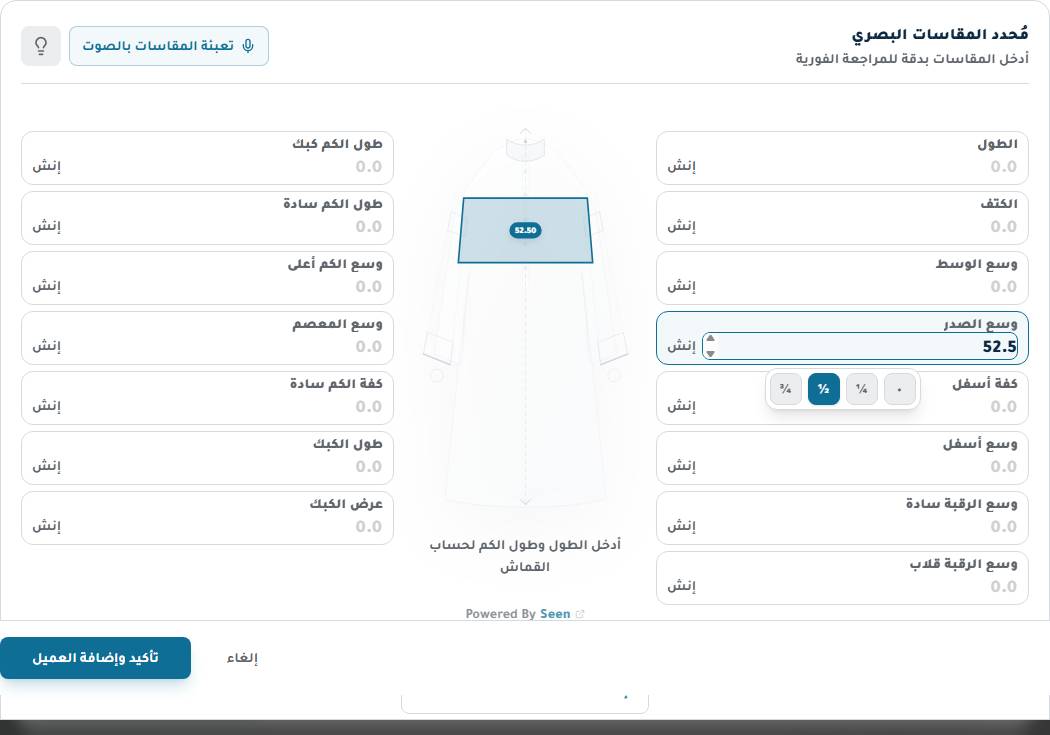 مُحدد المقاسات البصري
أدخل المقاسات بدقة للمراجعة الفورية
تعبئة المقاسات بالصوت
الطول
0.0
إنش
الكتف
0.0
إنش
وسع الوسط
0.0
إنش
وسع الصدر
52.5
إنش
٠
¼
½
¾
كفة أسفل
0.0
إنش
وسع أسفل
0.0
إنش
وسع الرقبة سادة
0.0
إنش
وسع الرقبة قلاب
0.0
إنش
52.50
أدخل الطول وطول الكم لحساب
القماش
Powered By Seen
طول الكم كبك
0.0
إنش
طول الكم سادة
0.0
إنش
وسع الكم أعلى
0.0
إنش
وسع المعصم
0.0
إنش
كفة الكم سادة
0.0
إنش
طول الكبك
0.0
إنش
عرض الكبك
0.0
إنش
إلغاء
تأكيد وإضافة العميل